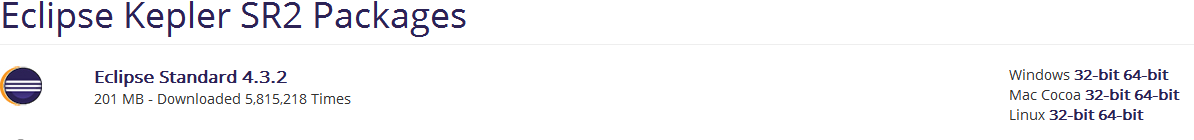 Eclipse Kepler SR2 Packages
Eclipse Standard 4.3.2
201 MB - Downloaded 5,815,218 Times
Windows 32-bit 64-bit
Mac Cocoa 32-bit 64-bit
Linux 32-bit 64-bit